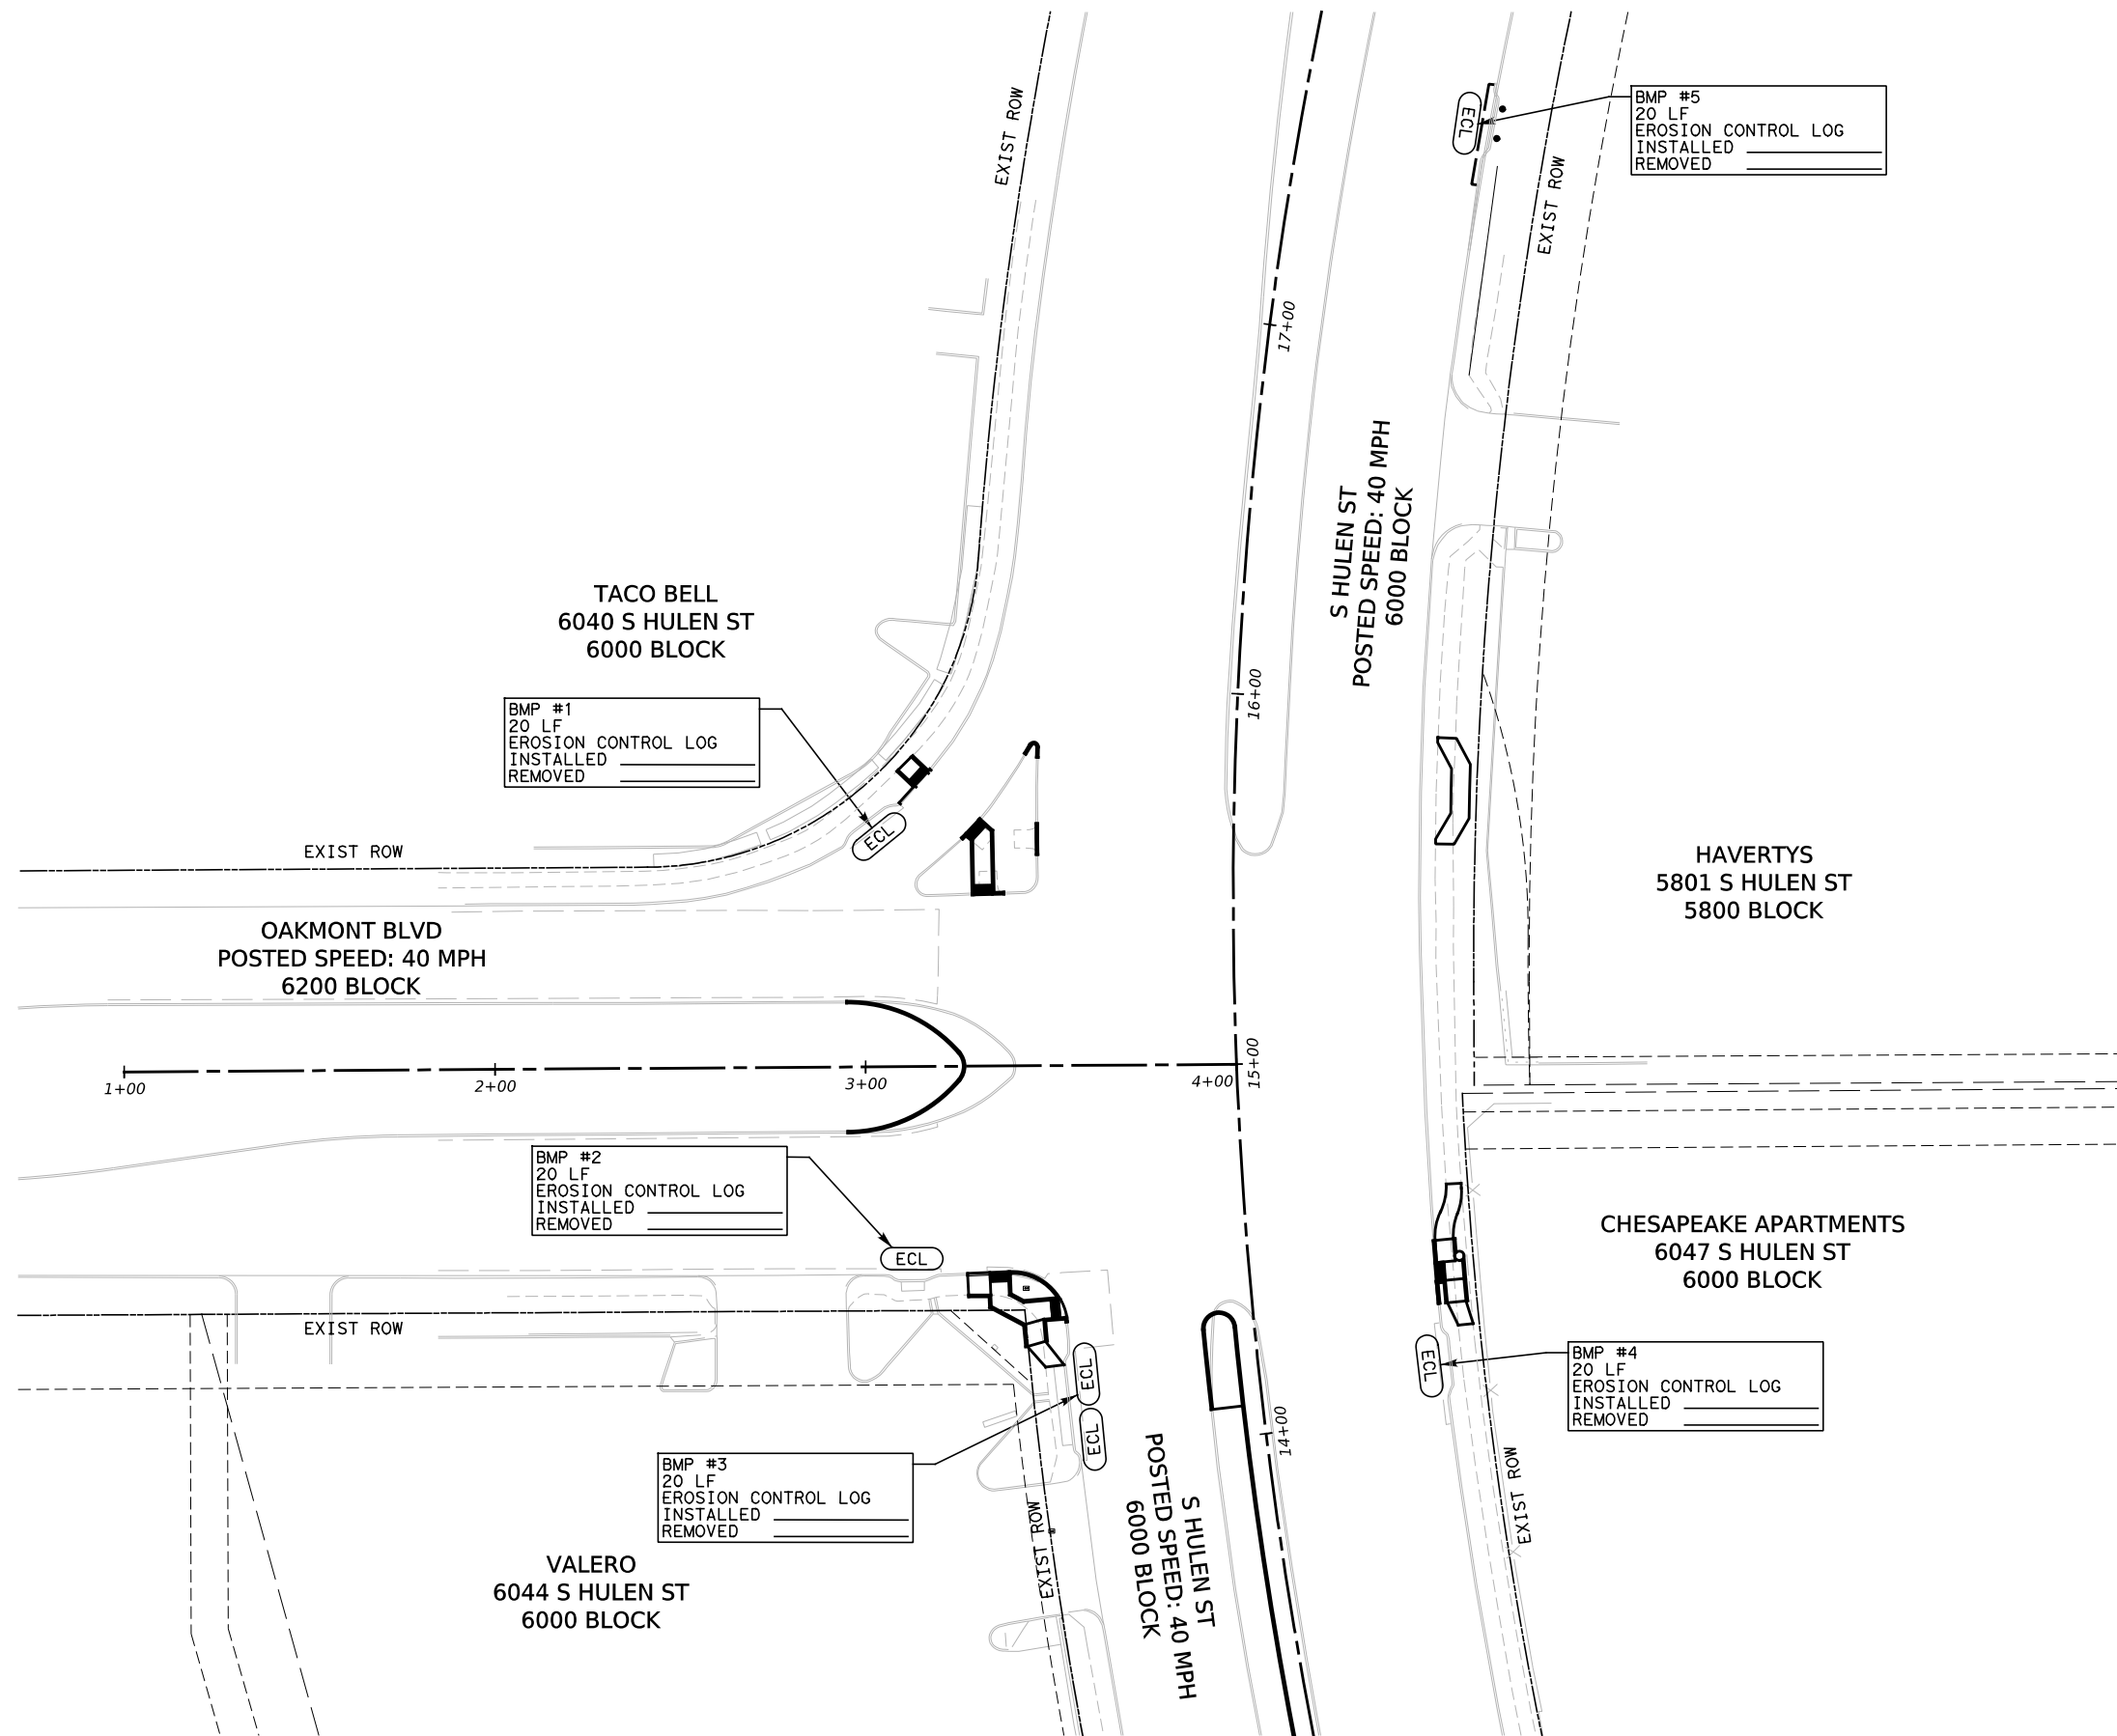 EXIST ROW
ECL
BMP #5
20 LF
EROSION CONTROL LOG
INSTALLED
REMOVED
EXIST ROW
17+00
S HULEN ST
POSTED SPEED: 40 MPH
6000 BLOCK
TACO BELL
6040 S HULEN ST
6000 BLOCK
16+00
BMP #1
20 LF
EROSION CONTROL LOG
INSTALLED
REMOVED
ECL
EXIST ROW
HAVERTYS
5801 S HULEN ST
5800 BLOCK
OAKMONT BLVD
POSTED SPEED: 40 MPH
6200 BLOCK
1+00
2+00
3+00
4+00
15+00
BMP #2
20 LF
EROSION CONTROL LOG
INSTALLED
REMOVED
ECL
CHESAPEAKE APARTMENTS
6047 S HULEN ST
6000 BLOCK
EXIST ROW
ECL
ECL
ECL
BMP #4
20 LF
EROSION CONTROL LOG
INSTALLED
REMOVED
14+00
BMP #3
20 LF
EROSION CONTROL LOG
INSTALLED
REMOVED
EXIST ROW
S HULEN ST
POSTED SPEED: 40 MPH
6000 BLOCK
EXIST ROW
VALERO
6044 S HULEN ST
6000 BLOCK